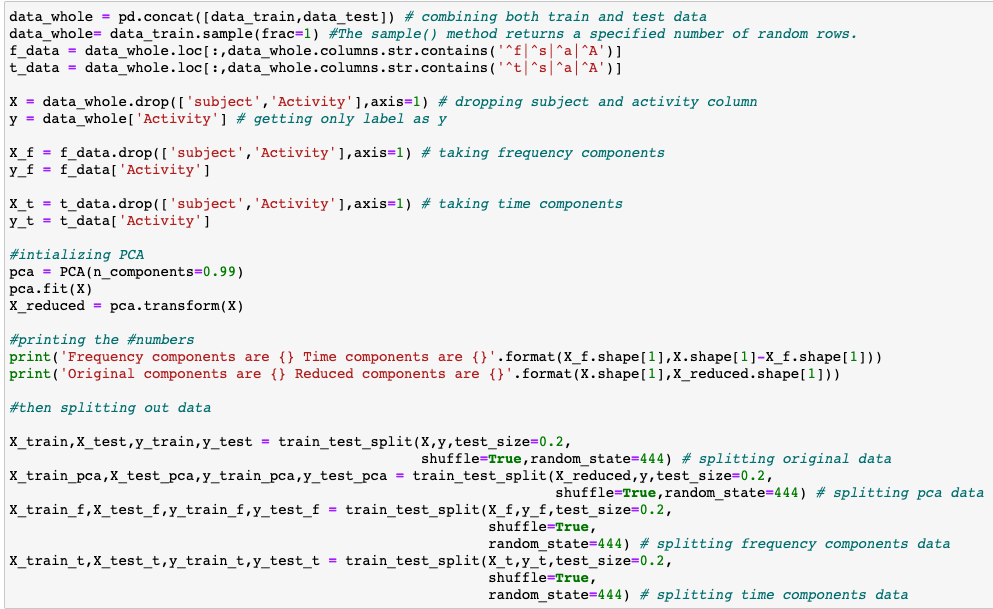 data_whole = pd.concat([data_train,data_test]) # combining both train and test data
data_whole= data_train.sample(frac=1) #The sample() method returns a specified number of random rows.
f_data = data_whole.loc[:,data_whole.columns.str.contains('^f|^s|^a|^A')]
t_data = data_whole.loc[:,data_whole.columns.str.contains('^t|^s|^a|^A')]
X = data_whole.drop(['subject','Activity'],axis=1) # dropping subject and activity column
y = data_whole['Activity'] # getting only label as y
X_f = f_data.drop(['subject','Activity'],axis=1) # taking frequency components
y_f = f_data['Activity']
X_t = t_data.drop(['subject','Activity'],axis=1) # taking time components
y_t = t_data['Activity']
#intializing PCA
pca = PCA(n_components=0.99)
pca.fit(X)
X_reduced = pca.transform(X)
#printing the #numbers
print('Frequency components are {} Time components are {}'.format(X_f.shape[1],X.shape[1]-X_f.shape[1]))
print('Original components are {} Reduced components are {}'.format(X.shape[1],X_reduced.shape[1]))
#then splitting out data
X_train,X_test,y_train,y_test = train_test_split(X,y,test_size=0.2,
shuffle=True,random_state=444) # splitting original data
X_train_pca,X_test_pca,y_train_pca,y_test_pca = train_test_split(X_reduced,y,test_size=0.2,
shuffle=True,random_state=444) # splitting pca data
X_train_f,X_test_f,y_train_f,y_test_f = train_test_split(X_f,y_f,test_size=0.2,
shuffle=True,
random_state=444) # splitting frequency components data
X_train_t,X_test_t,y_train_t,y_test_t = train_test_split(X_t,y_t,test_size=0.2,
shuffle=True,
random_state=444) # splitting time components data